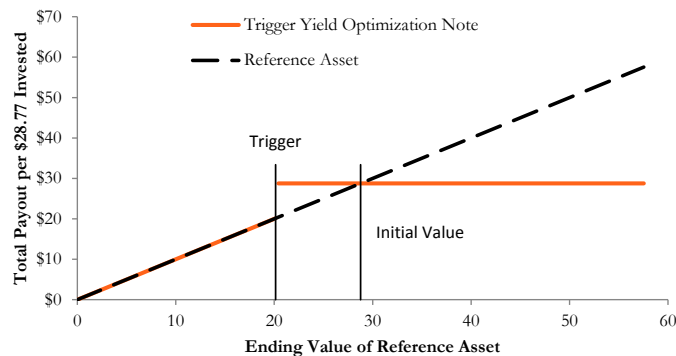 Trigger Yield Optimization Note
Reference Asset
$70
$60
$50
$40
$30
$20
$10
$0
Total Payout per $28.77 Invested
Trigger
Initial Value
0
10
20
30
40
50
60
Ending Value of Reference Asset